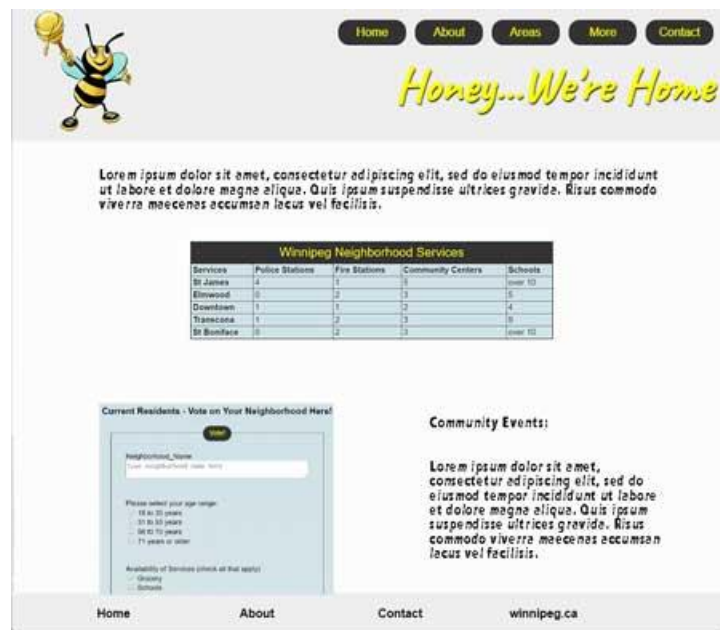 Home About Areas More Contact
Honey...We're Home
Lorem ipsum dolor sit amet, consectetur adipiscing elit, sed do eiusmod tempor incididunt
ut labore et dolore magna aliqua. Quis ipsum suspendisse ultrices gravida. Risus commodo
viverra maecenas accumsan lacus vel facilisis.
Winnipeg Neighborhood Services
Services Police Stations Fire Stations Community Centers Schools
St James 4 1 5 over 10
Elmwood 0 2 3 5
Downtown 1 1 2 4
Transcona 1 2 3 8
St Boniface 0 2 3 over 10
Current Residents - Vote on Your Neighborhood Here!
Vote!
Neighborhood_Name
Type neighborhood name here
Please select your age range:
18 to 30 years
31 to 55 years
56 to 70 years
71 years or older
Availability of Services (check all that apply)
Grocery
Schools
Community Events:
Lorem ipsum dolor sit amet,
consectetur adipiscing elit, sed do
eiusmod tempor incididunt ut labore
et dolore magna aliqua. Quis ipsum
suspendisse ultrices gravida. Risus
commodo viverra maecenas accumsan
lacus vel facilisis.
Home About Contact winnipeg.ca